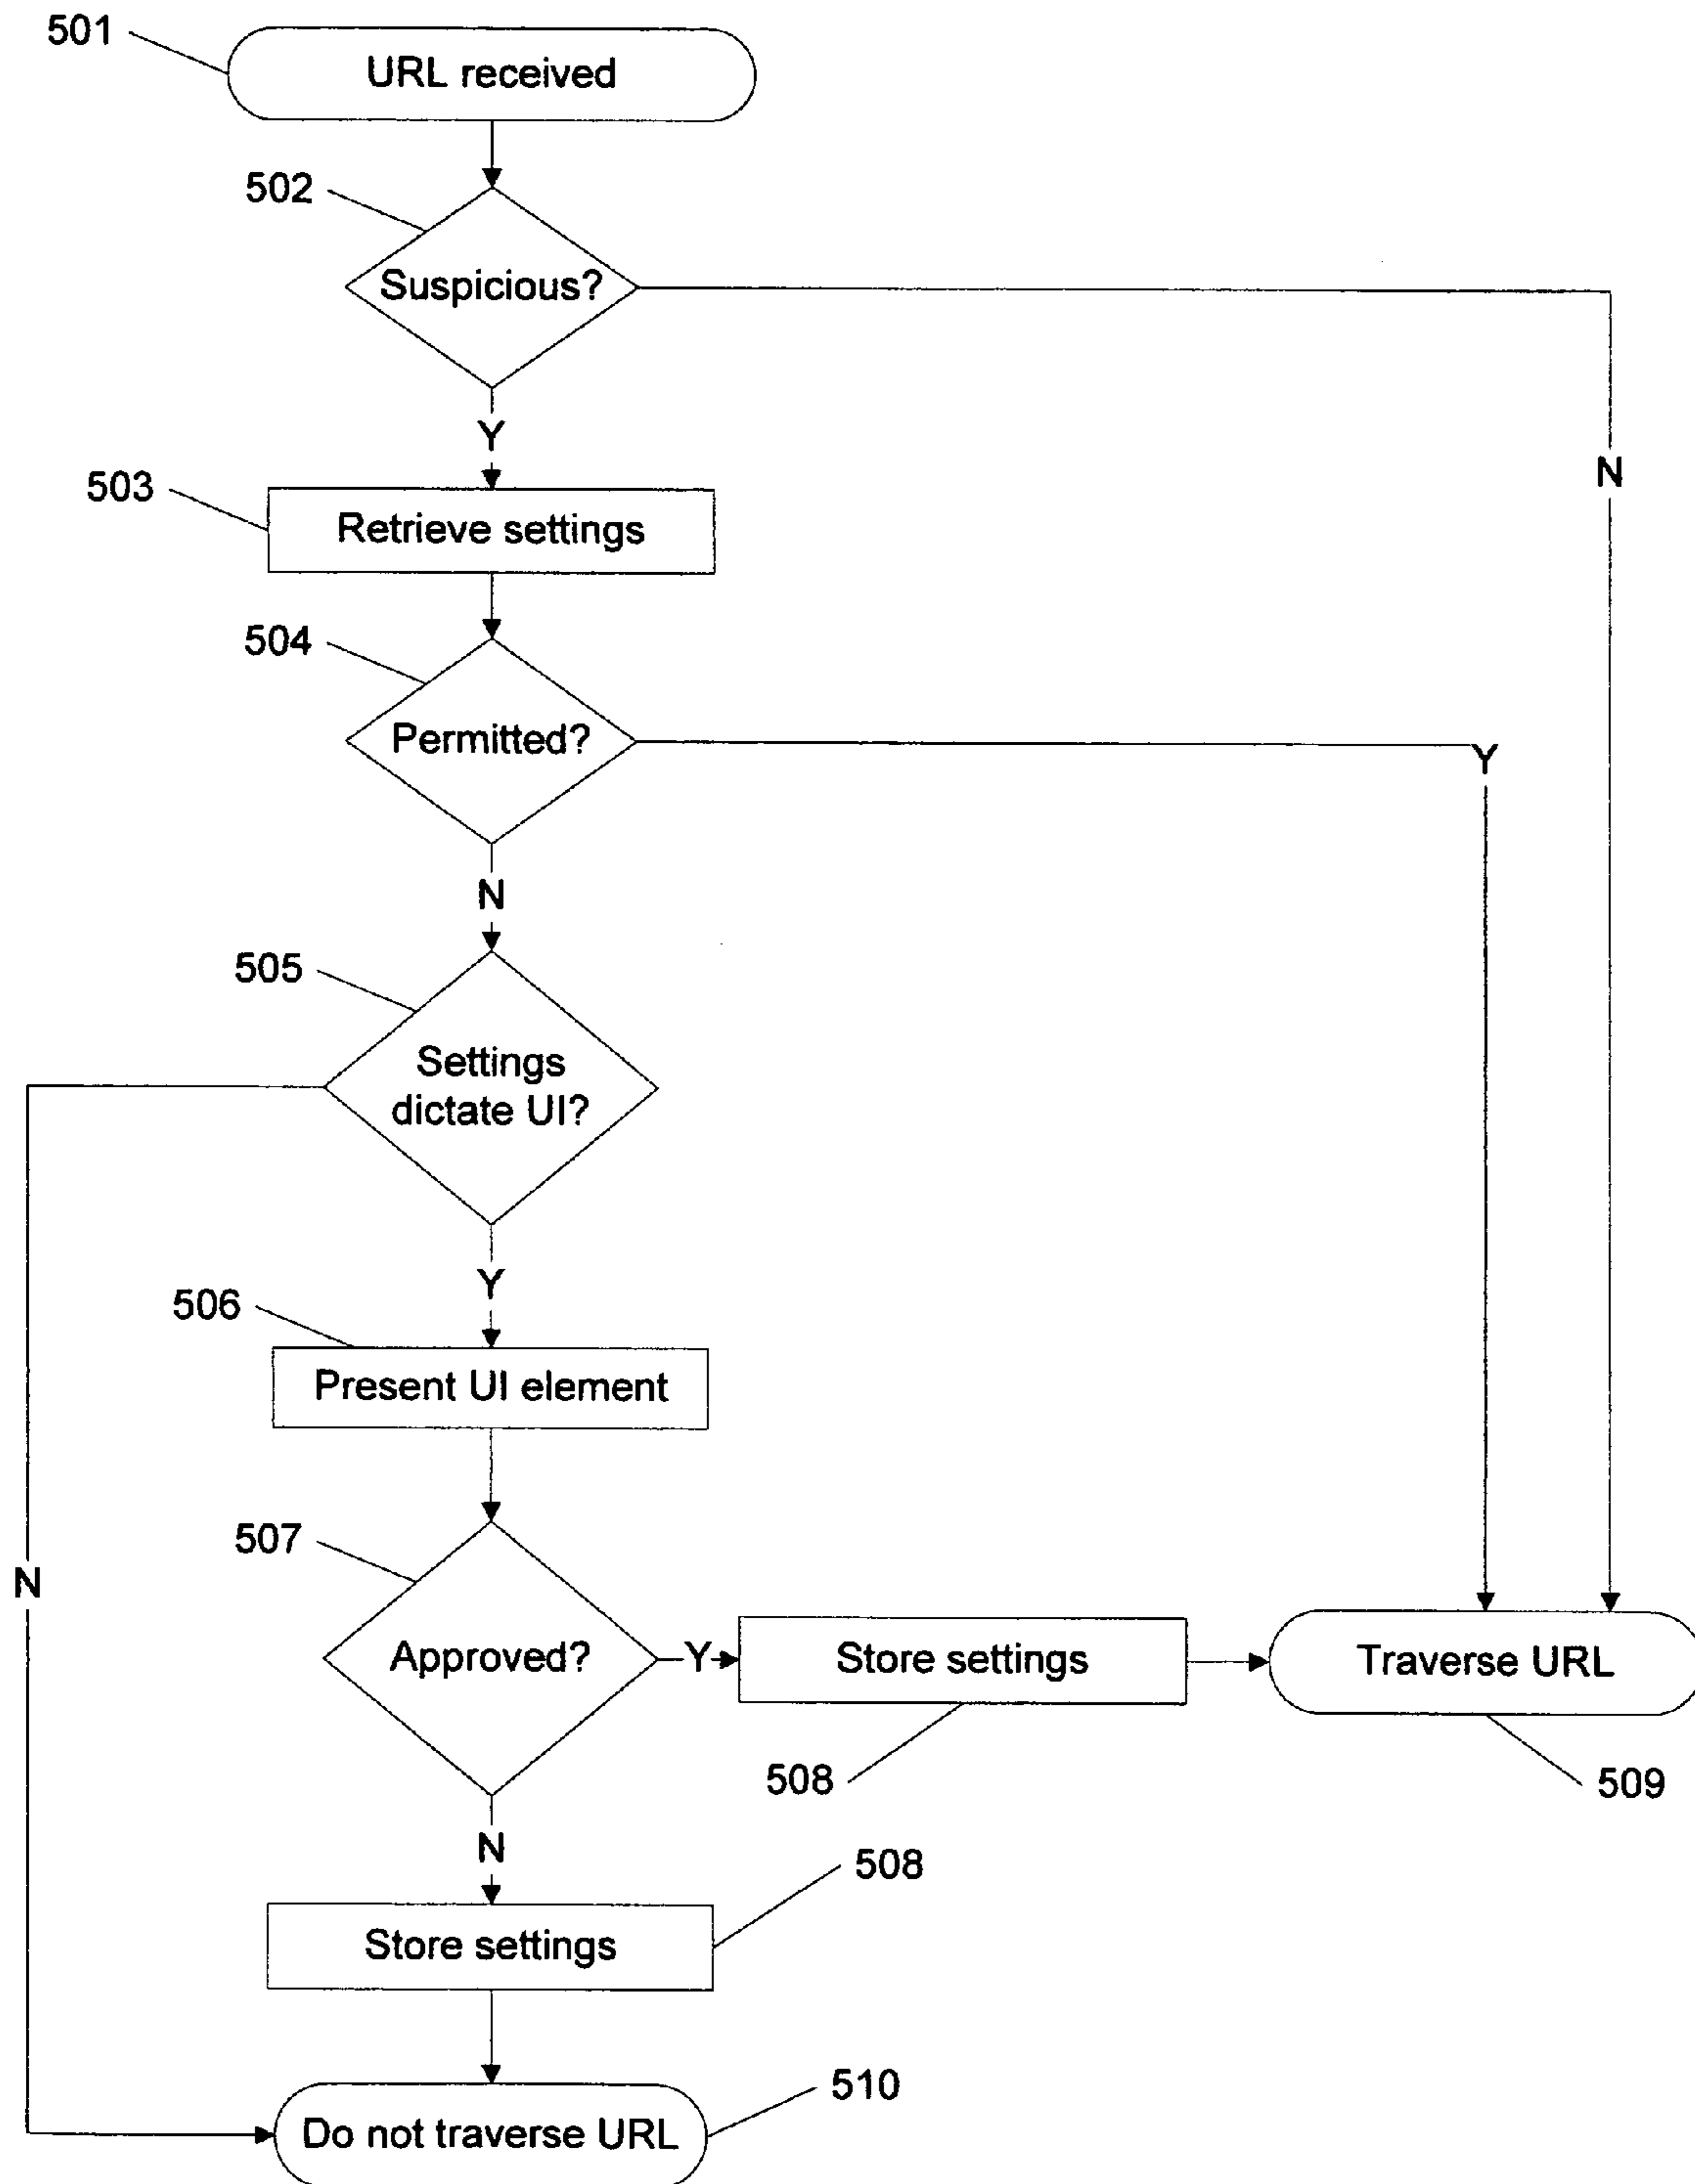 501
URL received
502
Suspicious?
Y
N
503
Retrieve settings
504
Permitted?
Y
N
505
Settings
dictate UI?
Y
506
Present UI element
507
N
Approved?
Y
Store settings
Traverse URL
508
509
N
508
Store settings
510
Do not traverse URL